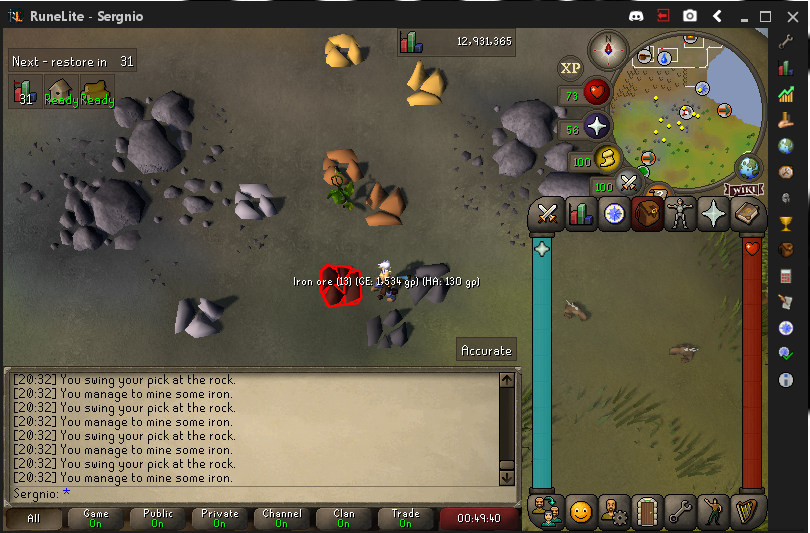 RuneLite - Sergnio
Next - restore in 31
31
Ready
Ready
12,931,365
XP
73
56
100
100
WIKI
Iron ore (13) (GE: 1,534 gp) (HA: 130 gp)
Accurate
[20:32] You swing your pick at the rock.
[20:32] You manage to mine some iron.
[20:32] You swing your pick at the rock.
[20:32] You manage to mine some iron.
[20:32] You swing your pick at the rock.
[20:32] You manage to mine some iron.
[20:32] You swing your pick at the rock.
[20:32] You manage to mine some iron.
Sergnio: *
All
Game
On
Public
On
Private
On
Channel
On
Clan
On
Trade
On
00:49:40